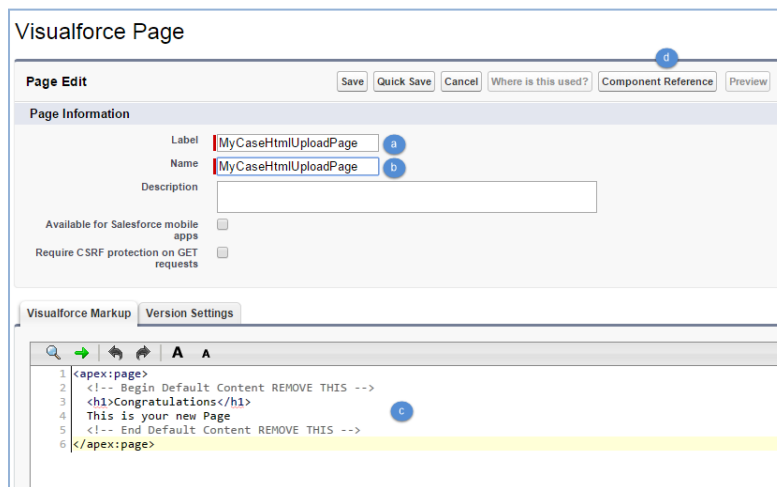 Visualforce Page
d
Page Edit Save Quick Save Cancel Where is this used? Component Reference Preview
Page Information
Label MyCaseHtmlUploadPage a
Name MyCaseHtmlUploadPage b
Description
Available for Salesforce mobile
apps
Require CSRF protection on GET
requests
Visualforce Markup Version Settings
A A
1 <apex:page>
2 <!-- Begin Default Content REMOVE THIS -->
3 <h1>Congratulations</h1>
4 This is your new Page c
5 <!-- End Default Content REMOVE THIS -->
6 </apex:page>